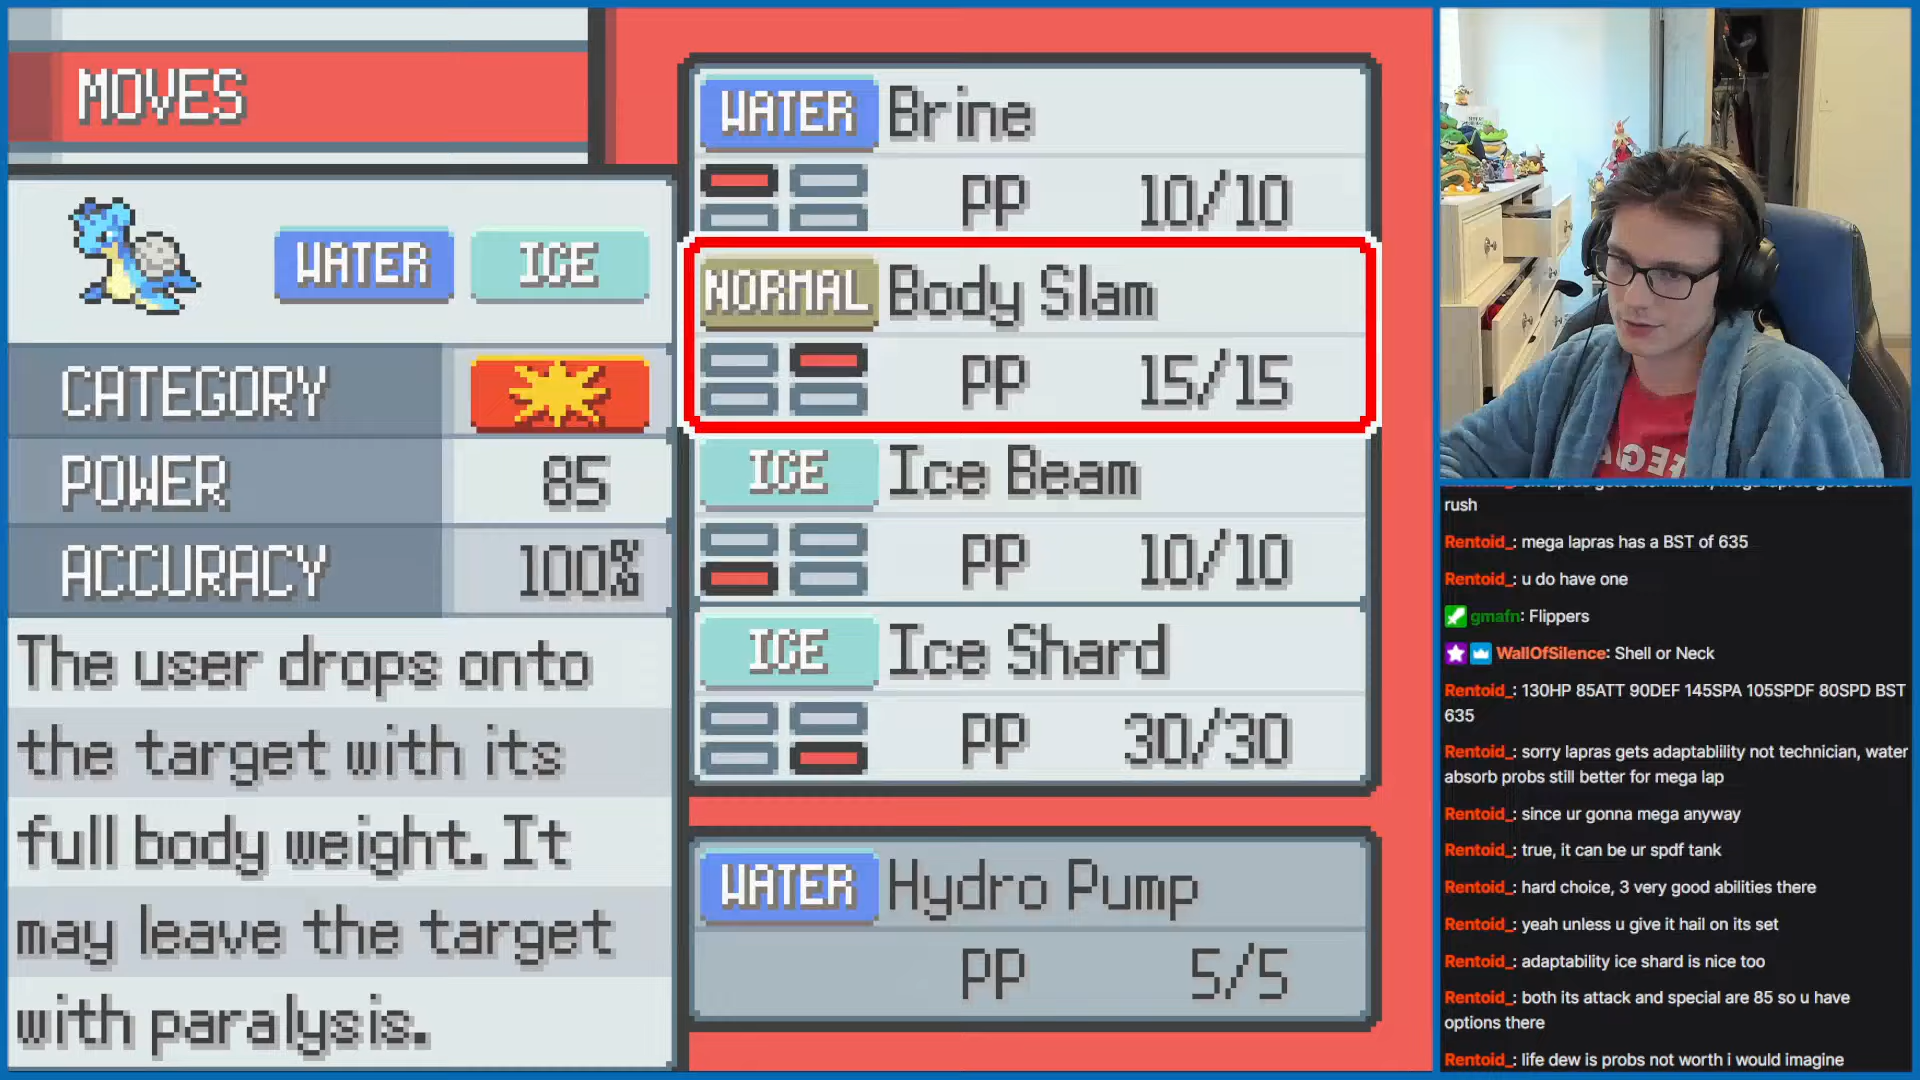 MOVES
WATER ICE
CATEGORY
POWER 85
ACCURACY 100%
The user drops onto
the target with its
full body weight. It
may leave the target
with paralysis.
WATER Brine
PP 10/10
NORMAL Body Slam
PP 15/15
ICE Ice Beam
PP 10/10
ICE Ice Shard
PP 30/30
WATER Hydro Pump
PP 5/5
rush
Rentoid_: mega lapras has a BST of 635
Rentoid_: u do have one
gmafn: Flippers
WallOfSilence: Shell or Neck
Rentoid_: 130HP 85ATT 90DEF 145SPA 105SPDF 80SPD BST
635
Rentoid_: sorry lapras gets adaptablility not technician, water
absorb probs still better for mega lap
Rentoid_: since ur gonna mega anyway
Rentoid_: true, it can be ur spdf tank
Rentoid_: hard choice, 3 very good abilities there
Rentoid_: yeah unless u give it hail on its set
Rentoid_: adaptability ice shard is nice too
Rentoid_: both its attack and special are 85 so u have
options there
Rentoid_: life dew is probs not worth i would imagine